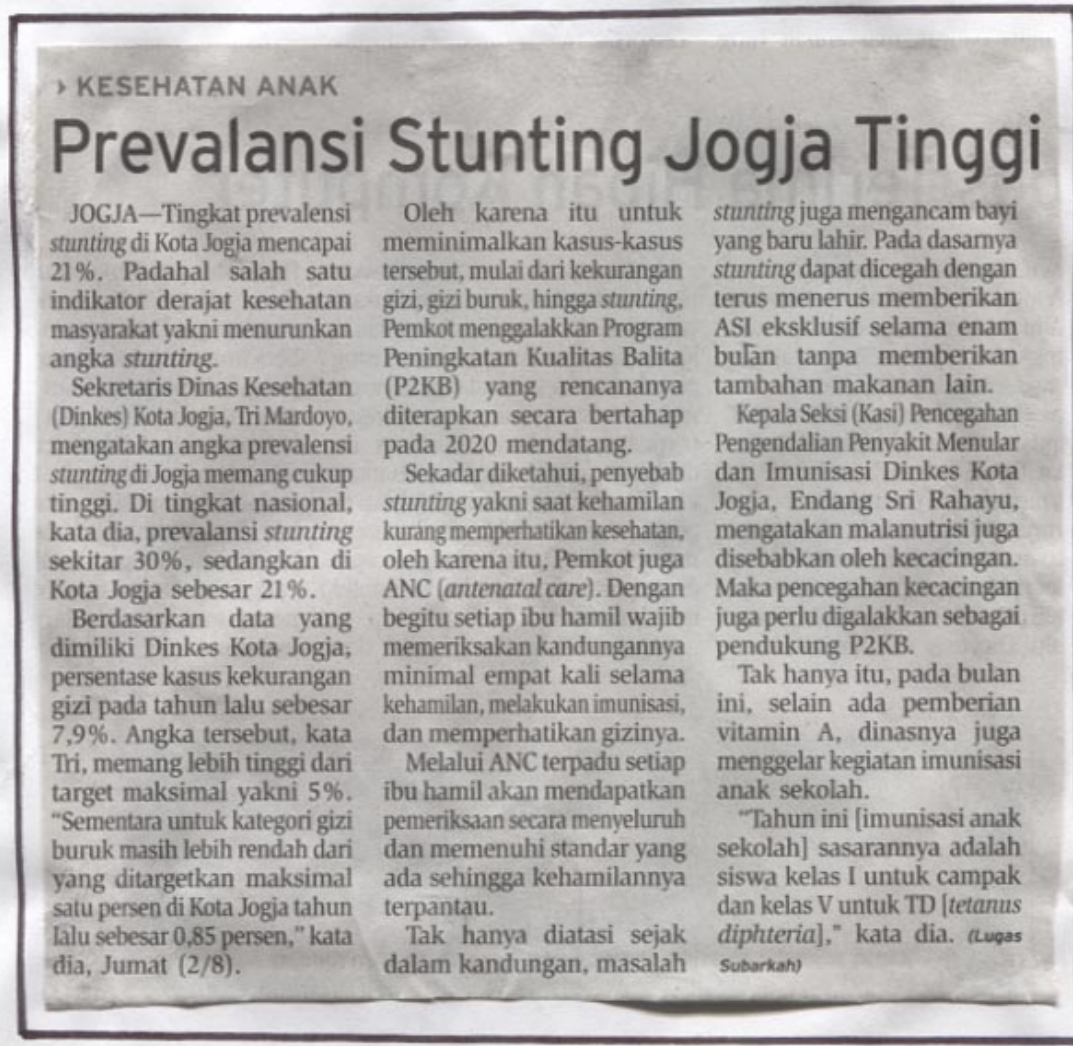 › KESEHATAN ANAK
Prevalansi Stunting Jogja Tinggi
JOGJA—Tingkat prevalensi
stunting di Kota Jogja mencapai
21%. Padahal salah satu
indikator derajat kesehatan
masyarakat yakni menurunkan
angka stunting.
Sekretaris Dinas Kesehatan
(Dinkes) Kota Jogja, Tri Mardoyo,
mengatakan angka prevalensi
stunting di Jogja memang cukup
tinggi. Di tingkat nasional,
kata dia, prevalansi stunting
sekitar 30%, sedangkan di
Kota Jogja sebesar 21%.
Berdasarkan data yang
dimiliki Dinkes Kota Jogja,
persentase kasus kekurangan
gizi pada tahun lalu sebesar
7,9%. Angka tersebut, kata
Tri, memang lebih tinggi dari
target maksimal yakni 5%.
"Sementara untuk kategori gizi
buruk masih lebih rendah dari
yang ditargetkan maksimal
satu persen di Kota Jogja tahun
lalu sebesar 0,85 persen," kata
dia, Jumat (2/8).
Oleh karena itu untuk
meminimalkan kasus-kasus
tersebut, mulai dari kekurangan
gizi, gizi buruk, hingga stunting,
Pemkot menggalakkan Program
Peningkatan Kualitas Balita
(P2KB) yang rencananya
diterapkan secara bertahap
pada 2020 mendatang.
Sekadar diketahui, penyebab
stunting yakni saat kehamilan
kurang memperhatikan kesehatan,
oleh karena itu, Pemkot juga
ANC (antenatal care). Dengan
begitu setiap ibu hamil wajib
memeriksakan kandungannya
minimal empat kali selama
kehamilan, melakukan imunisasi,
dan memperhatikan gizinya.
Melalui ANC terpadu setiap
ibu hamil akan mendapatkan
pemeriksaan secara menyeluruh
dan memenuhi standar yang
ada sehingga kehamilannya
terpantau.
Tak hanya diatasi sejak
dalam kandungan, masalah
stunting juga mengancam bayi
yang baru lahir. Pada dasarnya
stunting dapat dicegah dengan
terus menerus memberikan
ASI eksklusif selama enam
bulan tanpa memberikan
tambahan makanan lain.
Kepala Seksi (Kasi) Pencegahan
Pengendalian Penyakit Menular
dan Imunisasi Dinkes Kota
Jogja, Endang Sri Rahayu,
mengatakan malanutrisi juga
disebabkan oleh kecacingan.
Maka pencegahan kecacingan
juga perlu digalakkan sebagai
pendukung P2KB.
Tak hanya itu, pada bulan
ini, selain ada pemberian
vitamin A, dinasnya juga
menggelar kegiatan imunisasi
anak sekolah.
"Tahun ini [imunisasi anak
sekolah] sasarannya adalah
siswa kelas I untuk campak
dan kelas V untuk TD [tetanus
diphteria]," kata dia. (Lugas
Subarkah)